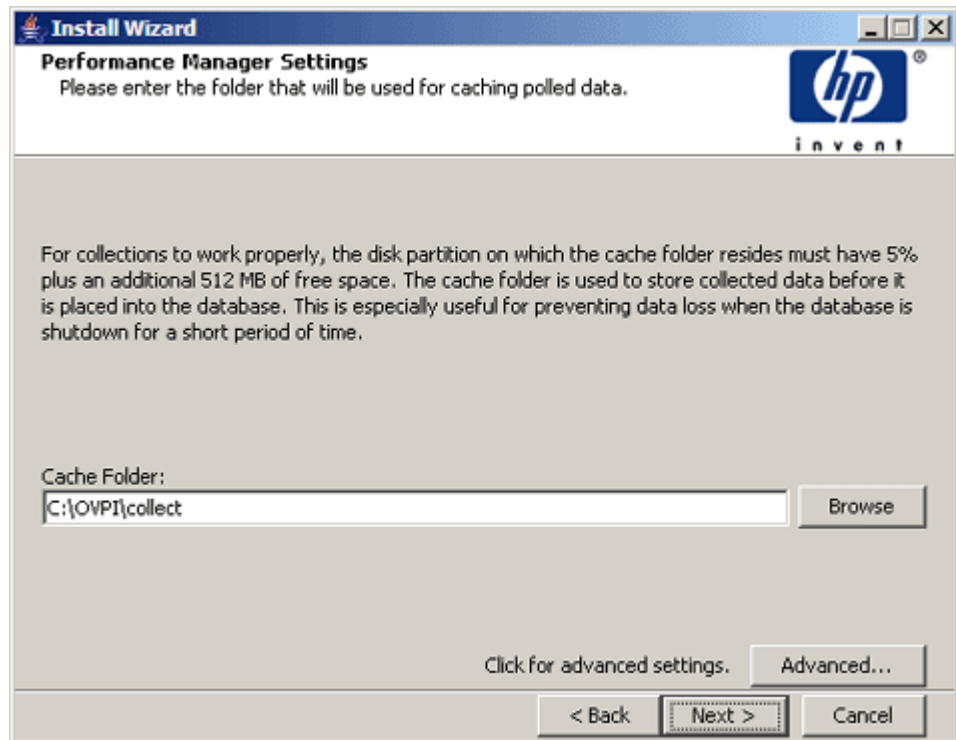 Install Wizard
Performance Manager Settings
Please enter the folder that will be used for caching polled data.
hp
®
invent
For collections to work properly, the disk partition on which the cache folder resides must have 5%
plus an additional 512 MB of free space. The cache folder is used to store collected data before it
is placed into the database. This is especially useful for preventing data loss when the database is
shutdown for a short period of time.
Cache Folder:
C:\OVPI\collect
Browse
Click for advanced settings.
Advanced...
< Back
Next >
Cancel